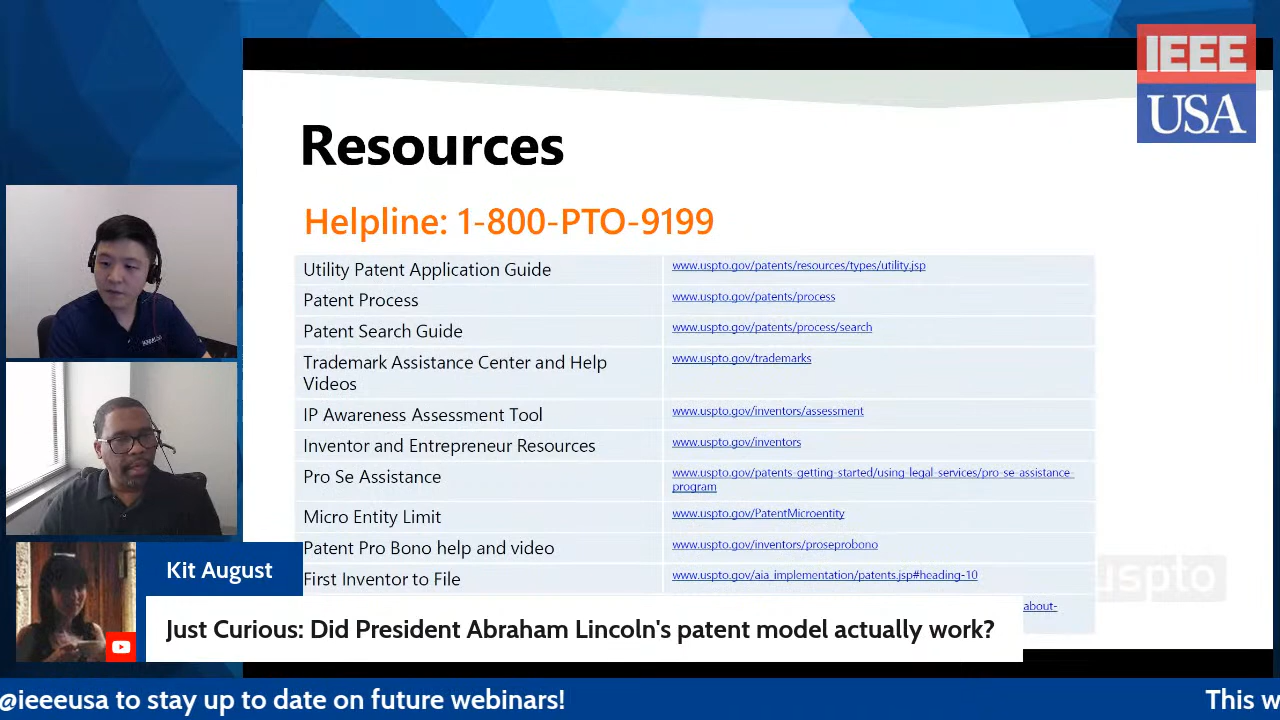 IEEE
USA
Resources
Helpline: 1-800-PTO-9199
Utility Patent Application Guide
www.uspto.gov/patents/resources/types/utility.jsp
Patent Process
www.uspto.gov/patents/process
Patent Search Guide
www.uspto.gov/patents/process/search
Trademark Assistance Center and Help
Videos
www.uspto.gov/trademarks
IP Awareness Assessment Tool
www.uspto.gov/inventors/assessment
Inventor and Entrepreneur Resources
www.uspto.gov/inventors
Pro Se Assistance
www.uspto.gov/patents-getting-started/using-legal-services/pro-se-assistance-
program
Micro Entity Limit
www.uspto.gov/PatentMicroentity
Patent Pro Bono help and video
www.uspto.gov/inventors/proseprobono
First Inventor to File
www.uspto.gov/aia_implementation/patents.jsp#heading-10
about-
uspto
Kit August
Just Curious: Did President Abraham Lincoln's patent model actually work?
@ieeeusa to stay up to date on future webinars!
This w